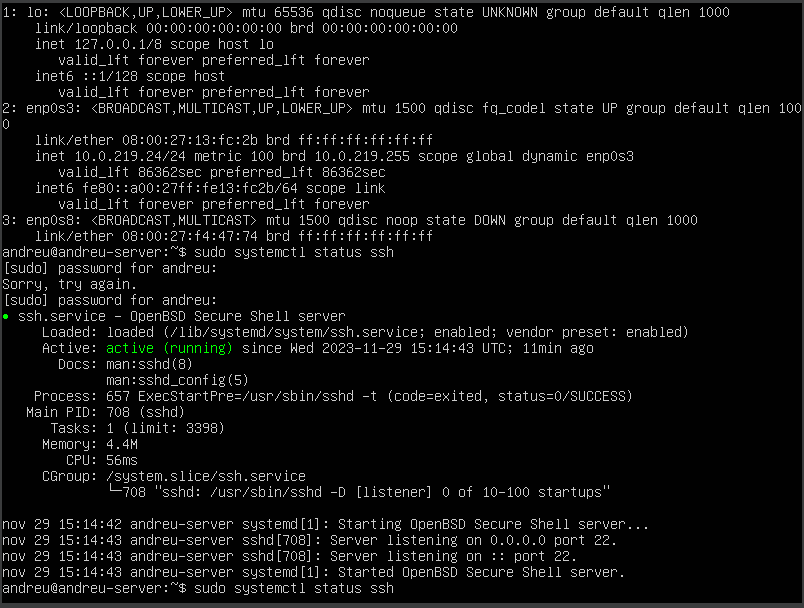 1: lo: <LOOPBACK,UP,LOWER_UP> mtu 65536 qdisc noqueue state UNKNOWN group default qlen 1000
    link/loopback 00:00:00:00:00:00 brd 00:00:00:00:00:00
    inet 127.0.0.1/8 scope host lo
       valid_lft forever preferred_lft forever
    inet6 ::1/128 scope host
       valid_lft forever preferred_lft forever
2: enp0s3: <BROADCAST,MULTICAST,UP,LOWER_UP> mtu 1500 qdisc fq_codel state UP group default qlen 100
0
    link/ether 08:00:27:13:fc:2b brd ff:ff:ff:ff:ff:ff
    inet 10.0.219.24/24 metric 100 brd 10.0.219.255 scope global dynamic enp0s3
       valid_lft 86362sec preferred_lft 86362sec
    inet6 fe80::a00:27ff:fe13:fc2b/64 scope link
       valid_lft forever preferred_lft forever
3: enp0s8: <BROADCAST,MULTICAST> mtu 1500 qdisc noop state DOWN group default qlen 1000
    link/ether 08:00:27:f4:47:74 brd ff:ff:ff:ff:ff:ff
andreu@andreu-server:~$ sudo systemctl status ssh
[sudo] password for andreu:
Sorry, try again.
[sudo] password for andreu:
● ssh.service - OpenBSD Secure Shell server
     Loaded: loaded (/lib/systemd/system/ssh.service; enabled; vendor preset: enabled)
     Active: active (running) since Wed 2023-11-29 15:14:43 UTC; 11min ago
       Docs: man:sshd(8)
             man:sshd_config(5)
    Process: 657 ExecStartPre=/usr/sbin/sshd -t (code=exited, status=0/SUCCESS)
   Main PID: 708 (sshd)
      Tasks: 1 (limit: 3398)
     Memory: 4.4M
        CPU: 56ms
     CGroup: /system.slice/ssh.service
             └─708 "sshd: /usr/sbin/sshd -D [listener] 0 of 10-100 startups"

nov 29 15:14:42 andreu-server systemd[1]: Starting OpenBSD Secure Shell server...
nov 29 15:14:43 andreu-server sshd[708]: Server listening on 0.0.0.0 port 22.
nov 29 15:14:43 andreu-server sshd[708]: Server listening on :: port 22.
nov 29 15:14:43 andreu-server systemd[1]: Started OpenBSD Secure Shell server.
andreu@andreu-server:~$ sudo systemctl status ssh